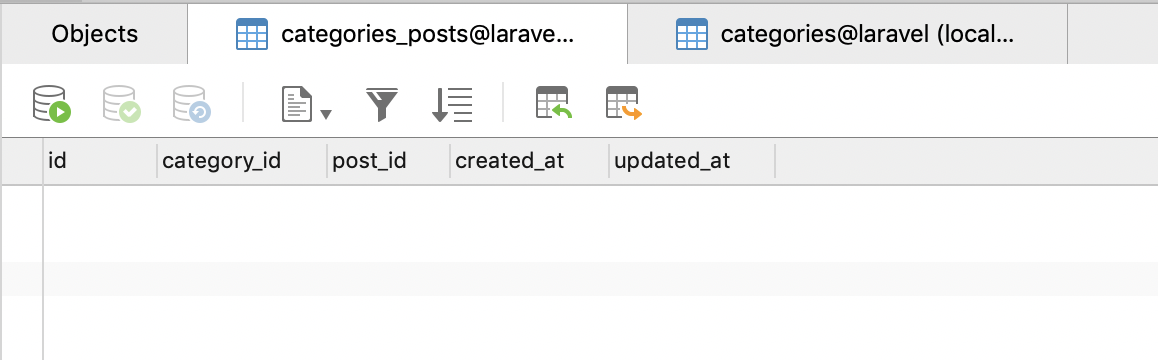 Objects categories_posts@larave... categories@laravel (local...
id category_id post_id created_at updated_at